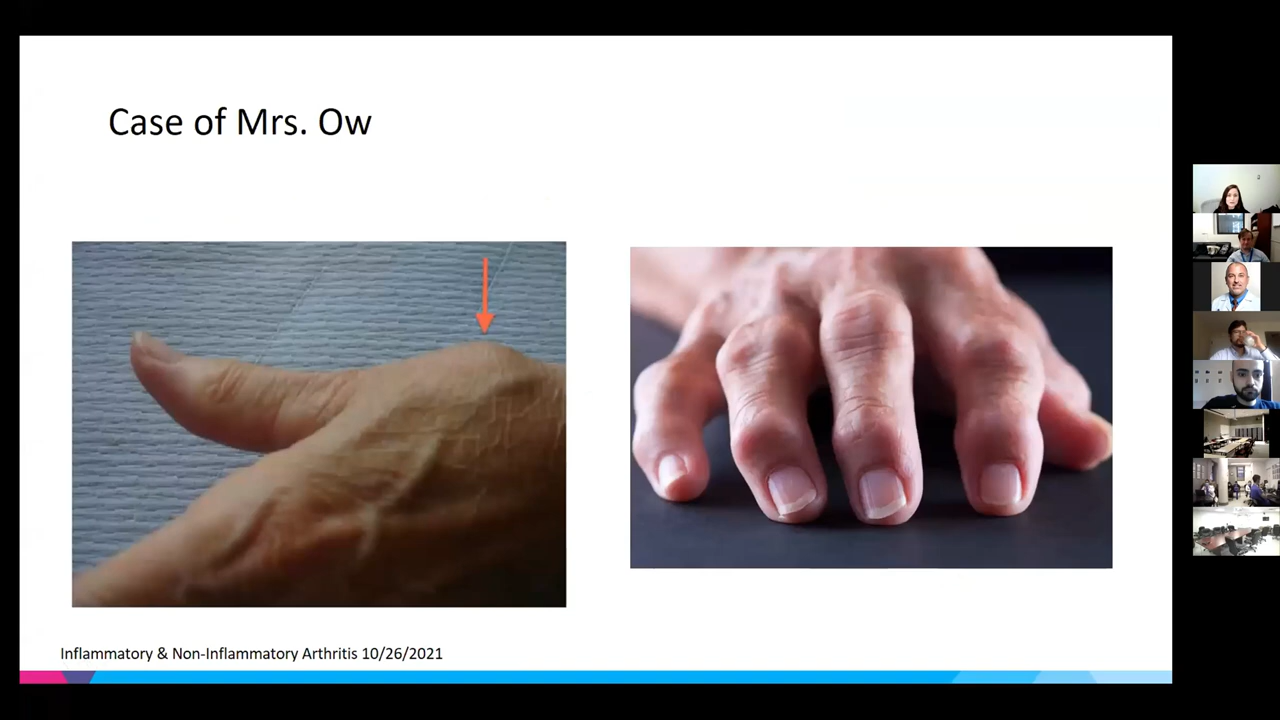 Case of Mrs. Ow
Inflammatory & Non-Inflammatory Arthritis 10/26/2021